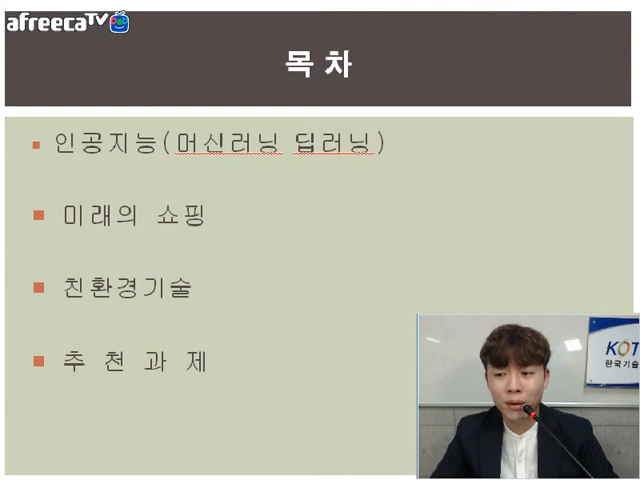 afreecaTV
목 차
인공지능(머신러닝 딥러닝)
미래의 쇼핑
친환경기술
추 천 과 제
KOT
한국기술